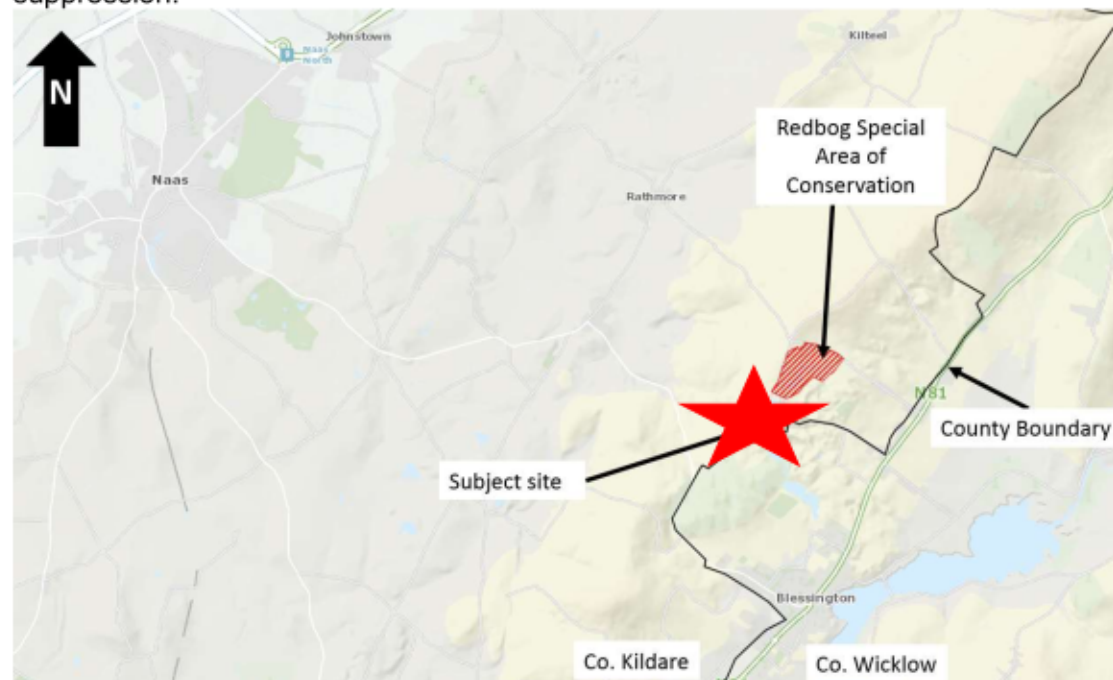 suppression.
Johnstown
Naas
North
Kilteel
N
Redbog Special
Area of
Conservation
Naas
Rathmore
N81
County Boundary
Subject site
Blessington
Co. Kildare
Co. Wicklow